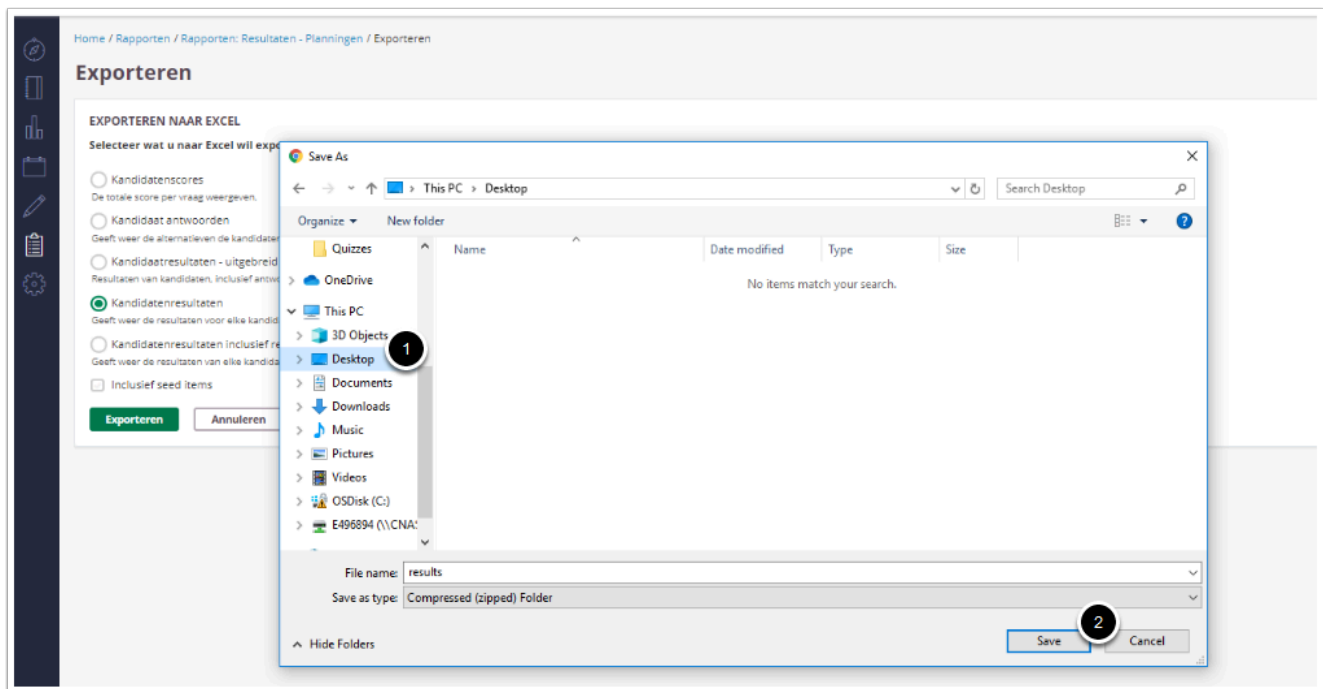 Home / Rapporten / Rapporten: Resultaten - Planningen / Exporteren
Exporteren
EXPORTEREN NAAR EXCEL
Selecteer wat u naar Excel wil expo
Kandidatenscores
De totale score per vraag weergeven.
Kandidaat antwoorden
Geeft weer de alternatieven de kandidaten
Kandidaatresultaten - uitgebreid
Resultaten van kandidaten, inclusief antwo
Kandidatenresultaten
Geeft weer de resultaten voor elke kandid
Kandidatenresultaten inclusief re
Geeft weer de resultaten van elke kandida
Inclusief seed items
Exporteren Annuleren
Save As
This PC > Desktop
Search Desktop
Organize New folder
Name Date modified Type Size
No items match your search.
Quizzes
OneDrive
This PC
3D Objects
1
Desktop
Documents
Downloads
Music
Pictures
Videos
OSDisk (C:)
E496894 (\\CNAS
File name: results
Save as type: Compressed (zipped) Folder
2
Hide Folders
Save Cancel